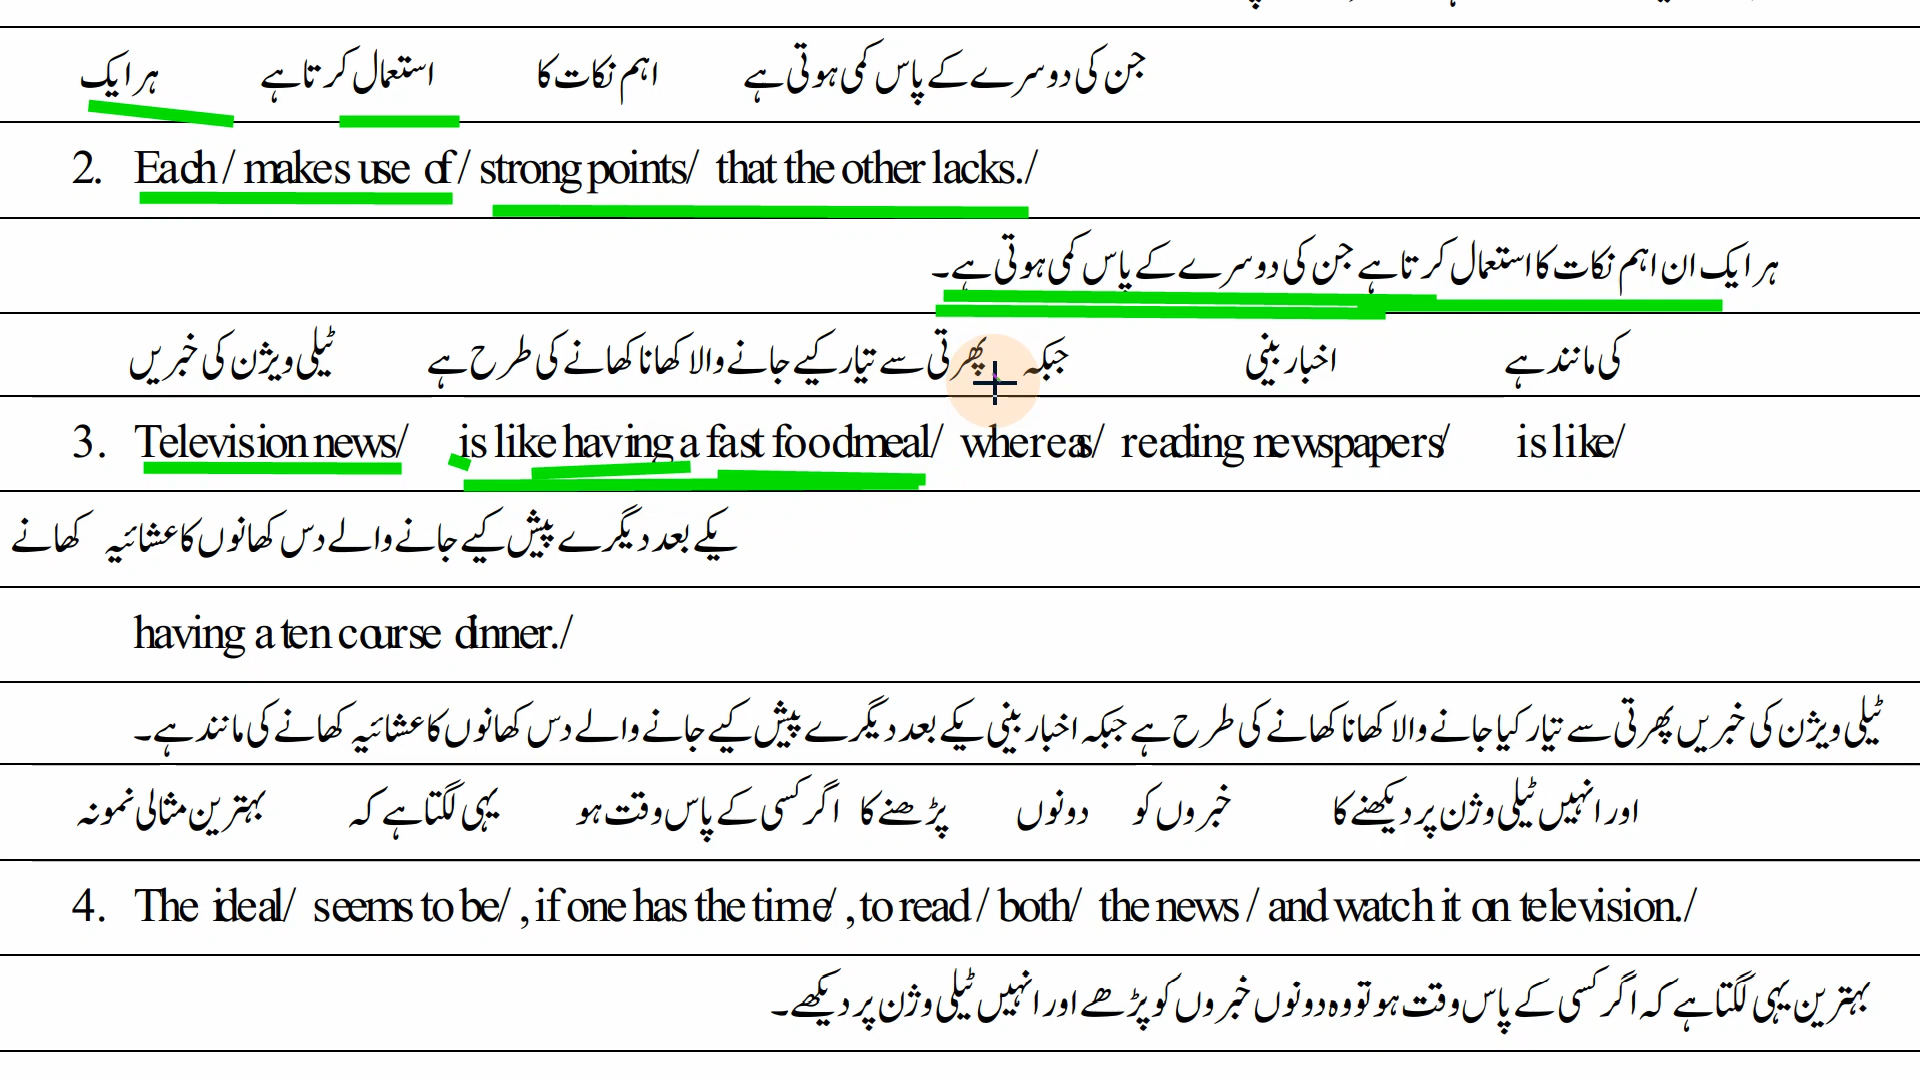 ہر ایک استعمال کرتا ہے اہم نکات کا جن کی دوسرے کے پاس کمی ہوتی ہے
2. Each / makes use of / strong points/ that the other lacks./
ہر ایک ان اہم نکات کا استعمال کرتا ہے جن کی دوسرے کے پاس کمی ہوتی ہے۔
ٹیلی ویژن کی خبریں پھرتی سے تیار کیے جانے والا کھانا کھانے کی طرح ہے جبکہ اخبار بینی کی مانند ہے
3. Television news/ is like having a fast food meal/ whereas/ reading newspapers/ is like/
یکے بعد دیگرے پیش کیے جانے والے دس کھانوں کا عشائیہ کھانے
having a ten course dinner./
ٹیلی ویژن کی خبریں پھرتی سے تیار کیا جانے والا کھانا کھانے کی طرح ہے جبکہ اخبار بینی یکے بعد دیگرے پیش کیے جانے والے دس کھانوں کا عشائیہ کھانے کی مانند ہے۔
بہترین مثالی نمونہ یہی لگتا ہے کہ اگر کسی کے پاس وقت ہو پڑھنے کا دونوں خبروں کو اور انہیں ٹیلی وژن پر دیکھنے کا
4. The ideal/ seems to be/ , if one has the time/ , to read / both/ the news / and watch it on television./
بہترین یہی لگتا ہے کہ اگر کسی کے پاس وقت ہو تو وہ دونوں خبروں کو پڑھے اور انہیں ٹیلی وژن پر دیکھے۔